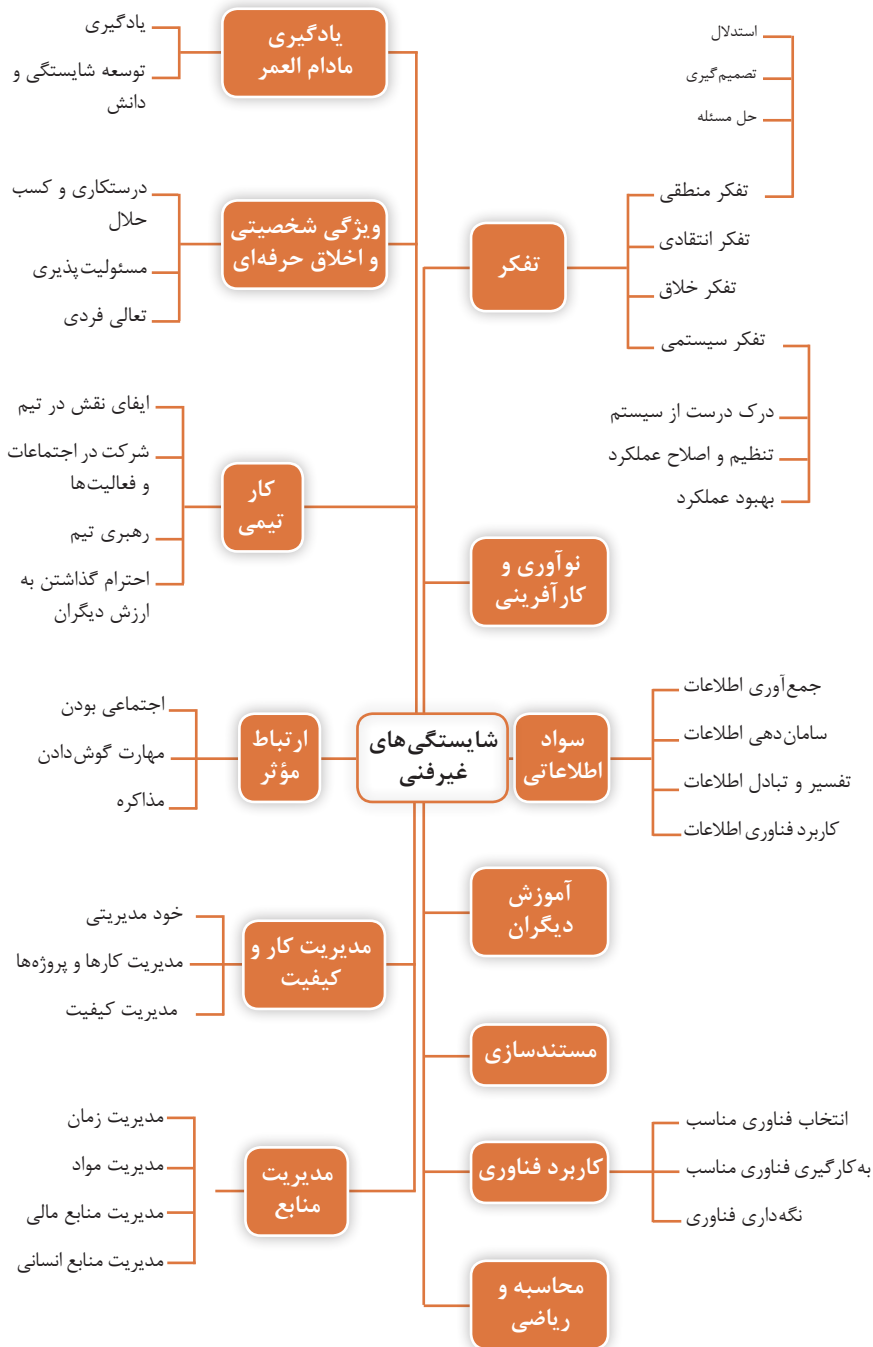 شایستگی‌های
غیرفنی
تفکر
استدلال
تصمیم‌گیری
حل مسئله
تفکر منطقی
تفکر انتقادی
تفکر خلاق
تفکر سیستمی
درک درست از سیستم
تنظیم و اصلاح عملکرد
بهبود عملکرد
نوآوری و
کارآفرینی
سواد
اطلاعاتی
جمع‌آوری اطلاعات
سامان‌دهی اطلاعات
تفسیر و تبادل اطلاعات
کاربرد فناوری اطلاعات
آموزش
دیگران
مستندسازی
کاربرد فناوری
انتخاب فناوری مناسب
به‌کارگیری فناوری مناسب
نگه‌داری فناوری
محاسبه و
ریاضی
یادگیری
مادام العمر
یادگیری
توسعه شایستگی و
دانش
ویژگی شخصیتی
و اخلاق حرفه‌ای
درستکاری و کسب
حلال
مسئولیت‌پذیری
تعالی فردی
کار
تیمی
ایفای نقش در تیم
شرکت در اجتماعات
و فعالیت‌ها
رهبری تیم
احترام گذاشتن به
ارزش دیگران
ارتباط
مؤثر
اجتماعی بودن
مهارت گوش‌دادن
مذاکره
مدیریت کار و
کیفیت
خود مدیریتی
مدیریت کارها و پروژه‌ها
مدیریت کیفیت
مدیریت
منابع
مدیریت زمان
مدیریت مواد
مدیریت منابع مالی
مدیریت منابع انسانی